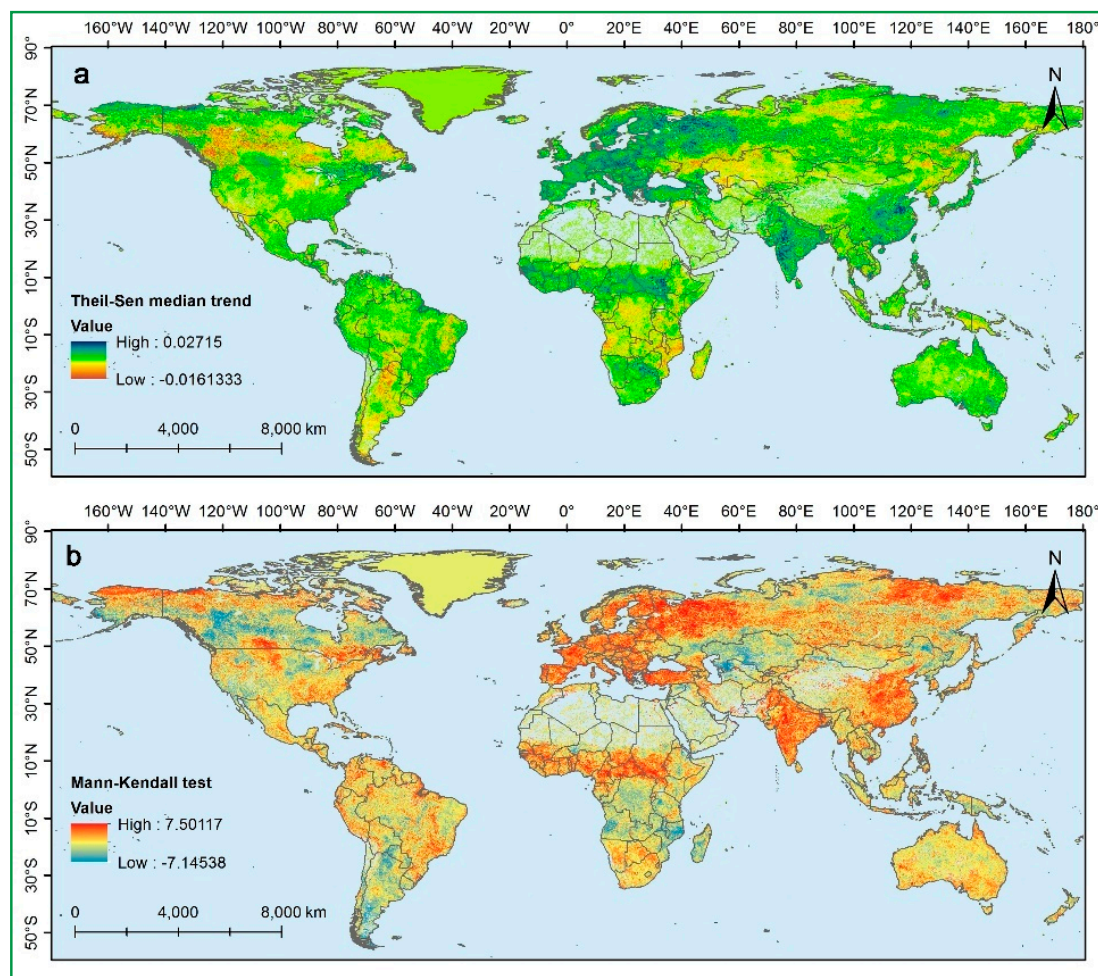 160°W 140°W 120°W 100°W 80°W 60°W 40°W 20°W 0° 20°E 40°E 60°E 80°E 100°E 120°E 140°E 160°E 180°
90°
a
N
70°N
50°N
30°N
10°N
10°S
30°S
50°S
Theil-Sen median trend
Value
High : 0.02715
Low : -0.0161333
0 4,000 8,000 km
160°W 140°W 120°W 100°W 80°W 60°W 40°W 20°W 0° 20°E 40°E 60°E 80°E 100°E 120°E 140°E 160°E 180°
90°
b
N
70°N
50°N
30°N
10°N
10°S
30°S
50°S
Mann-Kendall test
Value
High : 7.50117
Low : -7.14538
0 4,000 8,000 km